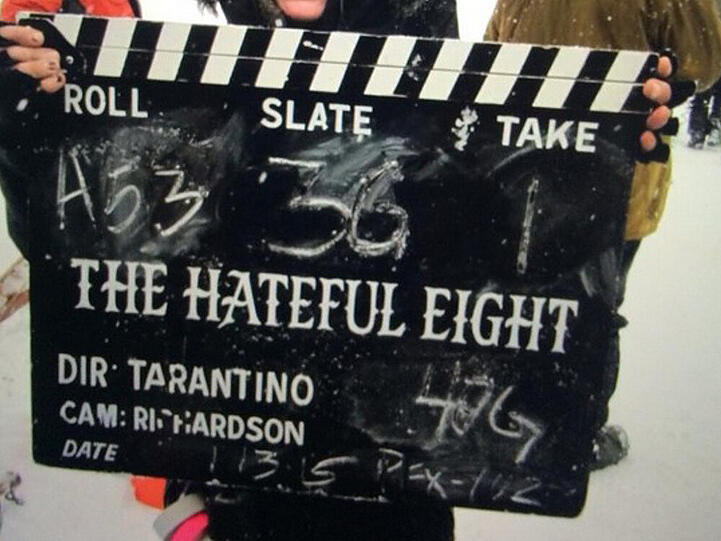 ROLL SLATE TAKE
A53 36 1
THE HATEFUL EIGHT
DIR: TARANTINO
CAM: RICHARDSON
DATE